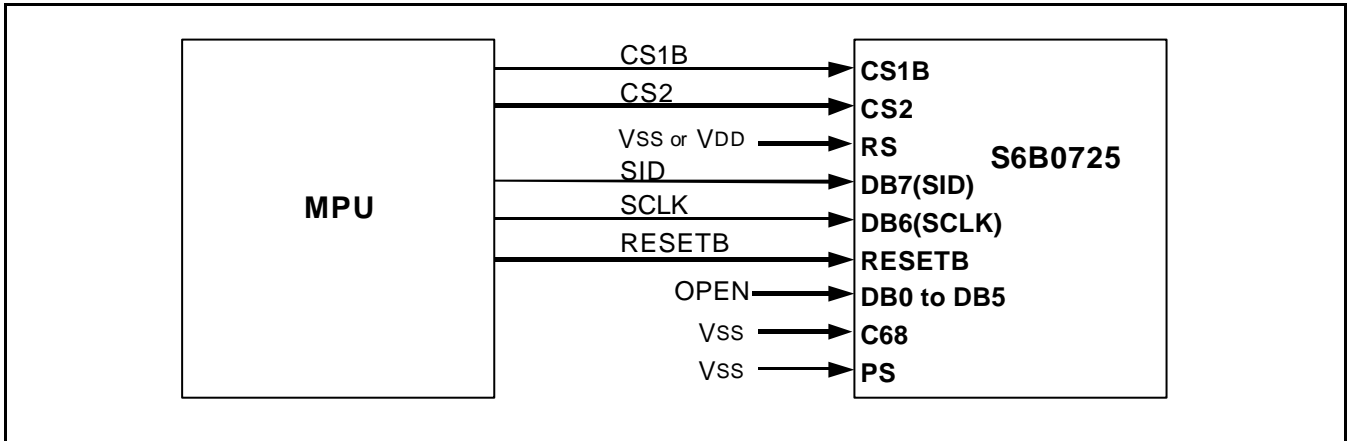 CS1B CS1B
CS2 CS2
VSS or VDD RS
S6B0725
SID DB7(SID)
MPU
SCLK DB6(SCLK)
RESETB RESETB
OPEN DB0 to DB5
VSS C68
VSS PS